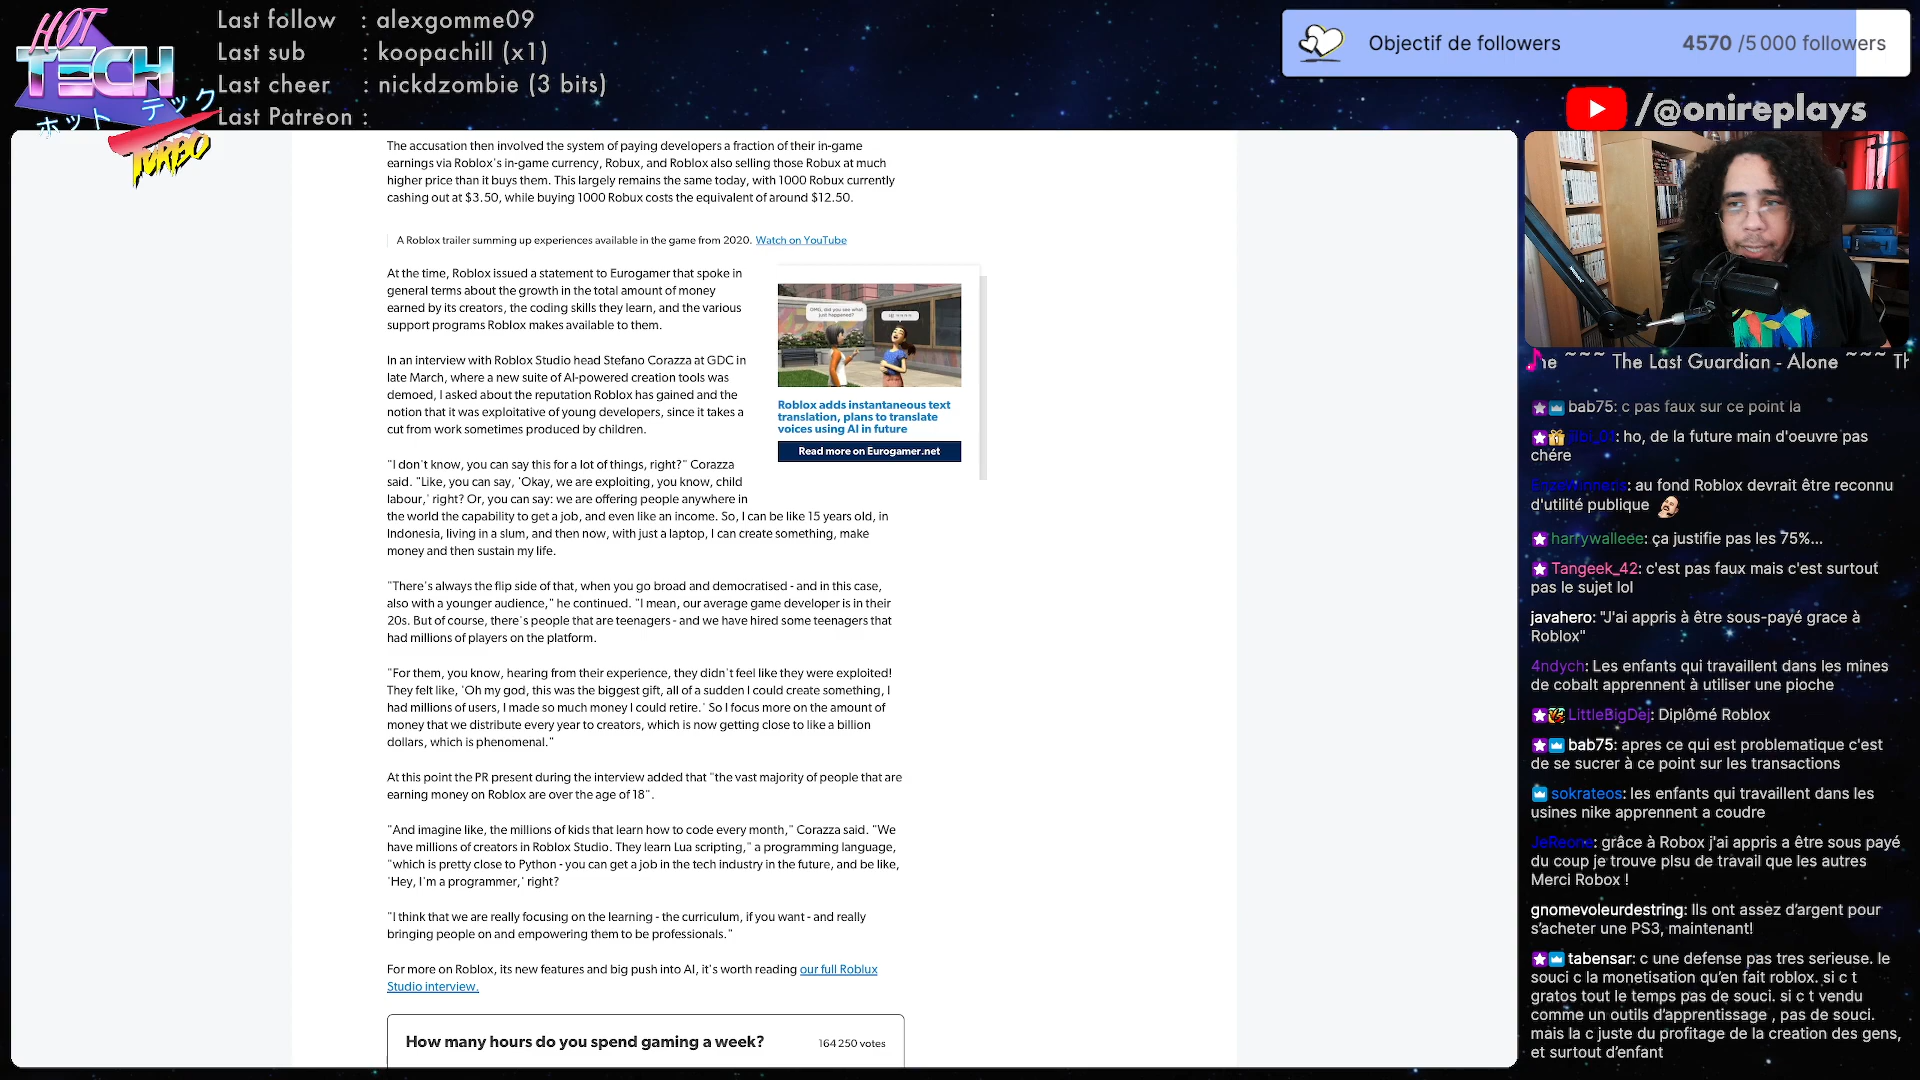 HOT
TECH
ホット テック
TURBO
Last follow : alexgomme09
Last sub : koopachill (x1)
Last cheer : nickdzombie (3 bits)
Last Patreon :
Objectif de followers
4570 /5 000 followers
/@onireplays
The accusation then involved the system of paying developers a fraction of their in-game
earnings via Roblox's in-game currency, Robux, and Roblox also selling those Robux at much
higher price than it buys them. This largely remains the same today, with 1000 Robux currently
cashing out at $3.50, while buying 1000 Robux costs the equivalent of around $12.50.
A Roblox trailer summing up experiences available in the game from 2020. Watch on YouTube
At the time, Roblox issued a statement to Eurogamer that spoke in
general terms about the growth in the total amount of money
earned by its creators, the coding skills they learn, and the various
support programs Roblox makes available to them.
In an interview with Roblox Studio head Stefano Corazza at GDC in
late March, where a new suite of AI-powered creation tools was
demoed, I asked about the reputation Roblox has gained and the
notion that it was exploitative of young developers, since it takes a
cut from work sometimes produced by children.
OMG, did you see what
just happened?
Roblox adds instantaneous text
translation, plans to translate
voices using AI in future
Read more on Eurogamer.net
"I don't know, you can say this for a lot of things, right?" Corazza
said. "Like, you can say, 'Okay, we are exploiting, you know, child
labour,' right? Or, you can say: we are offering people anywhere in
the world the capability to get a job, and even like an income. So, I can be like 15 years old, in
Indonesia, living in a slum, and then now, with just a laptop, I can create something, make
money and then sustain my life.
"There's always the flip side of that, when you go broad and democratised - and in this case,
also with a younger audience," he continued. "I mean, our average game developer is in their
20s. But of course, there's people that are teenagers - and we have hired some teenagers that
had millions of players on the platform.
"For them, you know, hearing from their experience, they didn't feel like they were exploited!
They felt like, 'Oh my god, this was the biggest gift, all of a sudden I could create something, I
had millions of users, I made so much money I could retire.' So I focus more on the amount of
money that we distribute every year to creators, which is now getting close to like a billion
dollars, which is phenomenal."
At this point the PR present during the interview added that "the vast majority of people that are
earning money on Roblox are over the age of 18".
"And imagine like, the millions of kids that learn how to code every month," Corazza said. "We
have millions of creators in Roblox Studio. They learn Lua scripting," a programming language,
"which is pretty close to Python - you can get a job in the tech industry in the future, and be like,
'Hey, I'm a programmer,' right?
"I think that we are really focusing on the learning - the curriculum, if you want - and really
bringing people on and empowering them to be professionals."
For more on Roblox, its new features and big push into AI, it's worth reading our full Roblux
Studio interview.
How many hours do you spend gaming a week?
164 250 votes
ne ~~~ The Last Guardian - Alone ~~~ Th
bab75: c pas faux sur ce point la
jilbi_01: ho, de la future main d'oeuvre pas
chére
: au fond Roblox devrait être reconnu
d'utilité publique
harrywalleee: ça justifie pas les 75%...
Tangeek_42: c'est pas faux mais c'est surtout
pas le sujet lol
javahero: "J'ai appris à être sous-payé grace à
Roblox"
4ndych: Les enfants qui travaillent dans les mines
de cobalt apprennent à utiliser une pioche
LittleBigDej: Diplômé Roblox
bab75: apres ce qui est problematique c'est
de se sucrer à ce point sur les transactions
sokrateos: les enfants qui travaillent dans les
usines nike apprennent a coudre
JeReone: grâce à Robox j'ai appris a être sous payé
du coup je trouve plsu de travail que les autres
Merci Robox !
gnomevoleurdestring: Ils ont assez d’argent pour
s’acheter une PS3, maintenant!
tabensar: c une defense pas tres serieuse. le
souci c la monetisation qu’en fait roblox. si c t
gratos tout le temps pas de souci. si c t vendu
comme un outils d’apprentissage , pas de souci.
mais la c juste du profitage de la creation des gens,
et surtout d’enfant